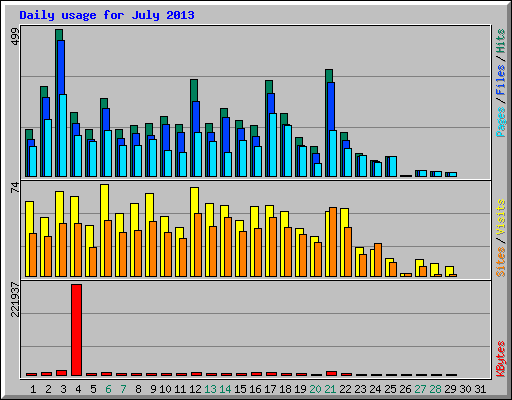 Daily usage for July 2013
499
Pages / Files / Hits
74
Sites / Visits
221937
KBytes
1 2 3 4 5 6 7 8 9 10 11 12 13 14 15 16 17 18 19 20 21 22 23 24 25 26 27 28 29 30 31